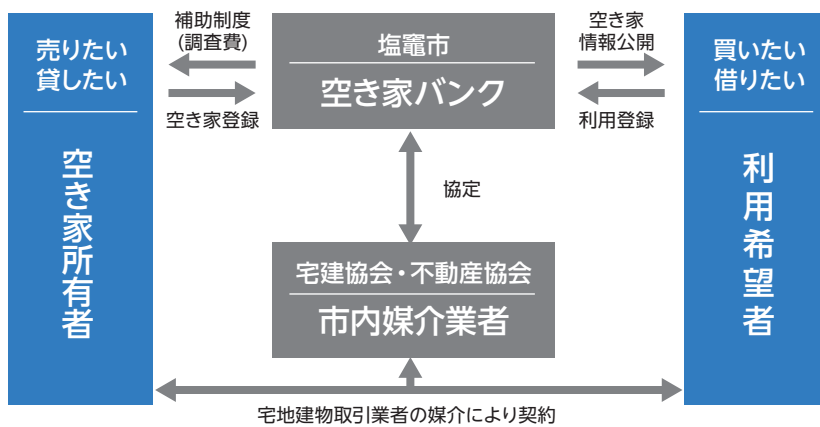 売りたい
貸したい
空き家所有者
補助制度
(調査費)
空き家登録
塩竈市
空き家バンク
空き家
情報公開
利用登録
買いたい
借りたい
利用希望者
協定
宅建協会・不動産協会
市内媒介業者
宅地建物取引業者の媒介により契約